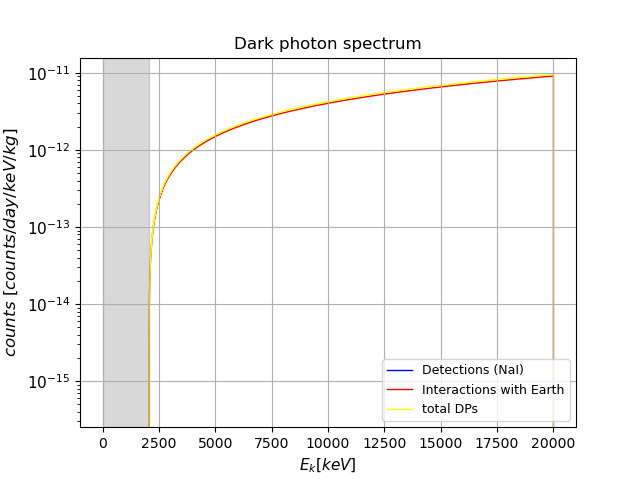 Dark photon spectrum
counts [counts/day/keV/kg]
10⁻¹¹
10⁻¹²
10⁻¹³
10⁻¹⁴
10⁻¹⁵
Detections (NaI)
Interactions with Earth
total DPs
0 2500 5000 7500 10000 12500 15000 17500 20000
Eₖ[keV]